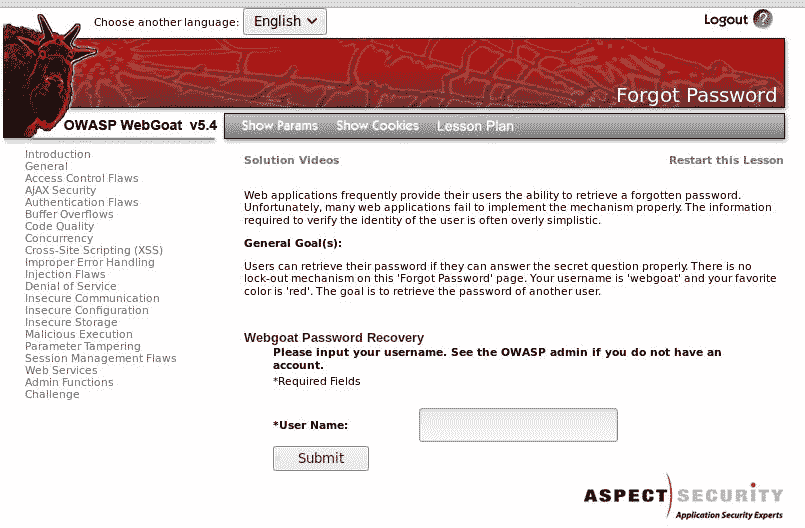 Choose another language: English
Logout ?
Forgot Password
OWASP WebGoat v5.4
Show Params Show Cookies Lesson Plan
Introduction
General
Access Control Flaws
AJAX Security
Authentication Flaws
Buffer Overflows
Code Quality
Concurrency
Cross-Site Scripting (XSS)
Improper Error Handling
Injection Flaws
Denial of Service
Insecure Communication
Insecure Configuration
Insecure Storage
Malicious Execution
Parameter Tampering
Session Management Flaws
Web Services
Admin Functions
Challenge
Solution Videos Restart this Lesson
Web applications frequently provide their users the ability to retrieve a forgotten password.
Unfortunately, many web applications fail to implement the mechanism properly. The information
required to verify the identity of the user is often overly simplistic.
General Goal(s):
Users can retrieve their password if they can answer the secret question properly. There is no
lock-out mechanism on this 'Forgot Password' page. Your username is 'webgoat' and your favorite
color is 'red'. The goal is to retrieve the password of another user.
Webgoat Password Recovery
Please input your username. See the OWASP admin if you do not have an
account.
*Required Fields
*User Name:
Submit
ASPECT SECURITY
Application Security Experts